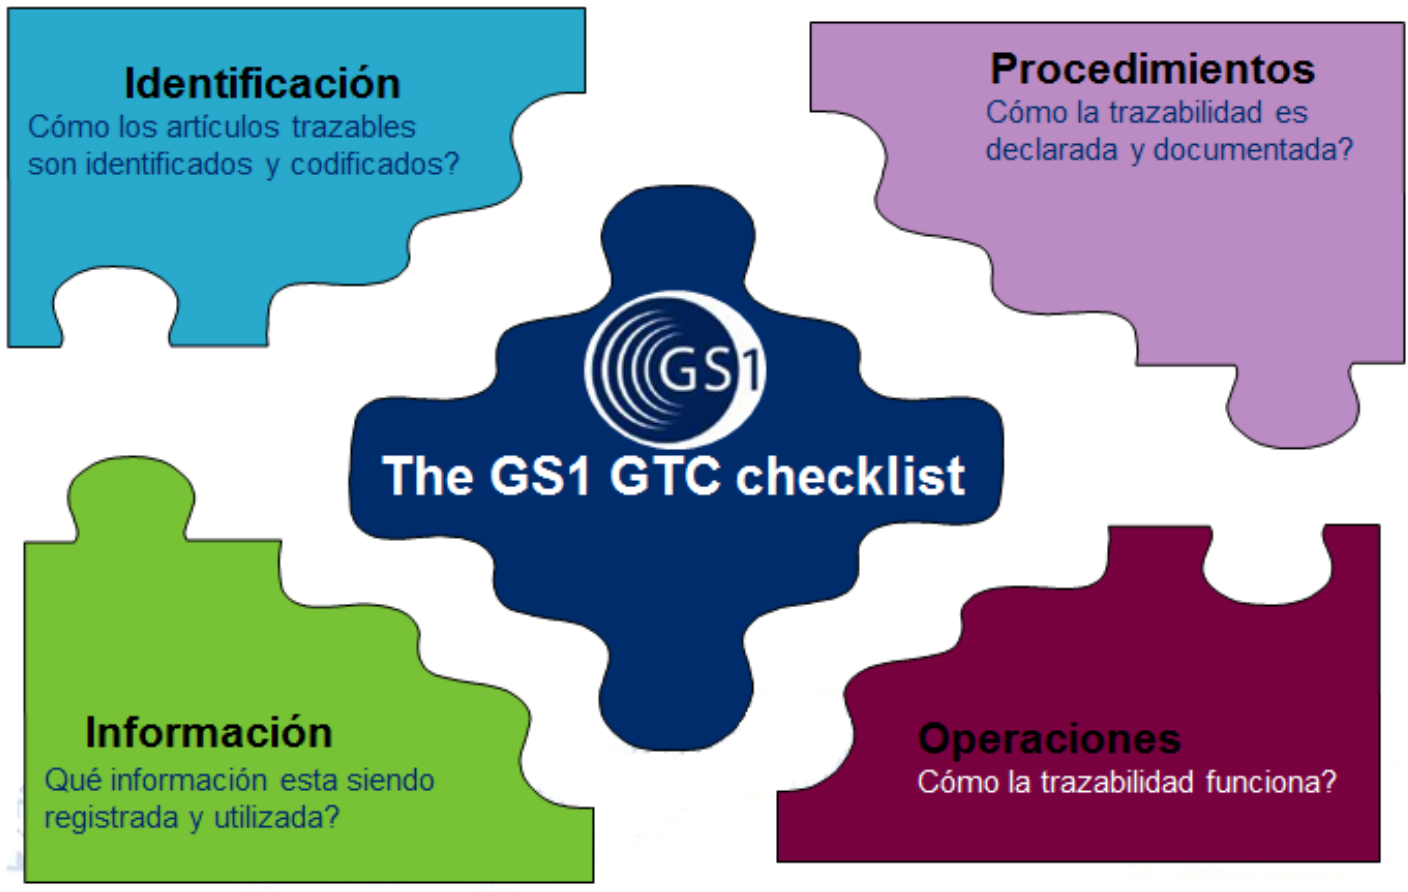 Identificación
Cómo los artículos trazables
son identificados y codificados?
Procedimientos
Cómo la trazabilidad es
declarada y documentada?
GS1
The GS1 GTC checklist
Información
Qué información esta siendo
registrada y utilizada?
Operaciones
Cómo la trazabilidad funciona?